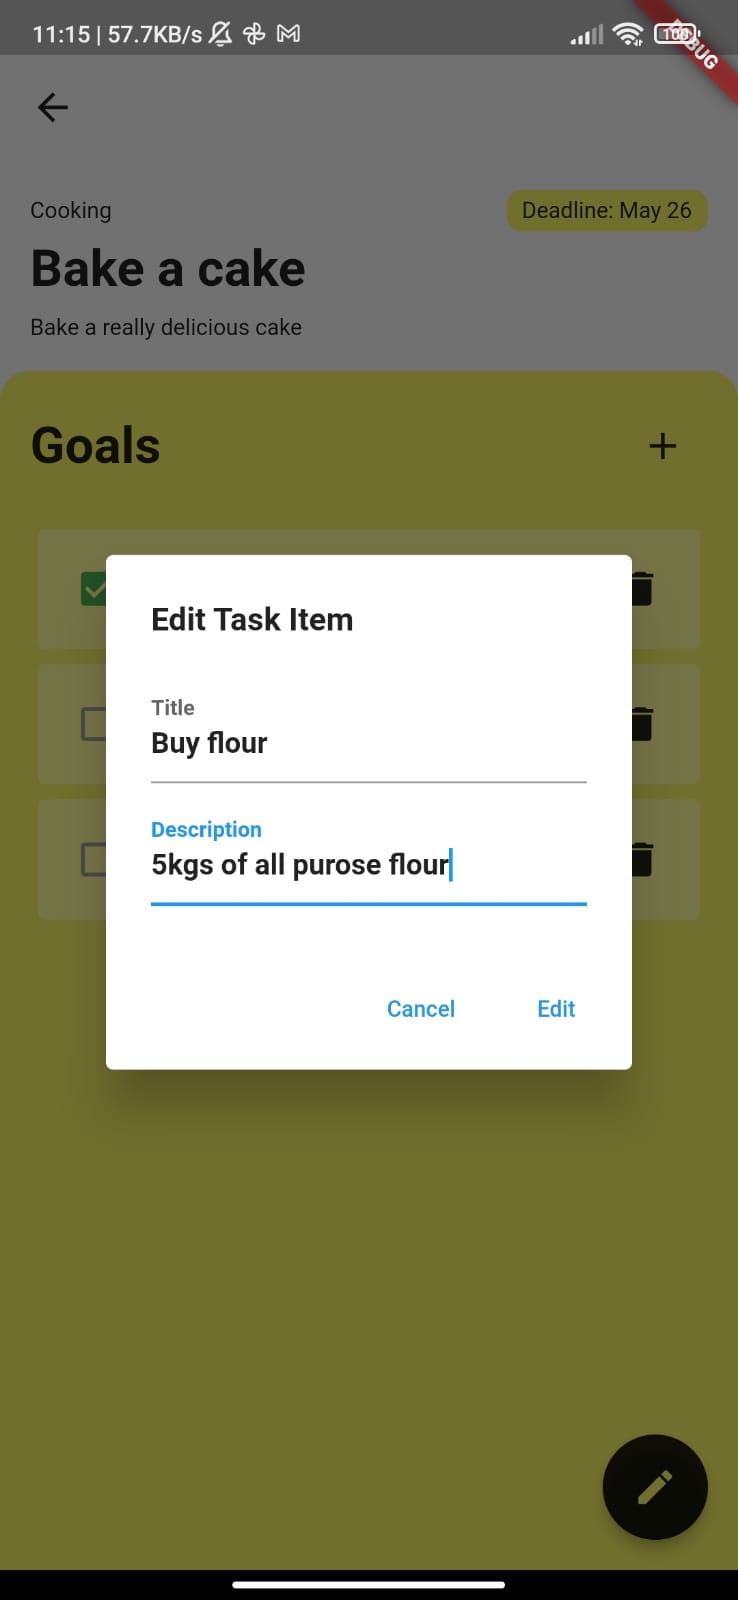 11:15 | 57.7KB/s
100
DEBUG
Cooking
Deadline: May 26
Bake a cake
Bake a really delicious cake
Goals
Edit Task Item
Title
Buy flour
Description
5kgs of all purose flour
Cancel
Edit